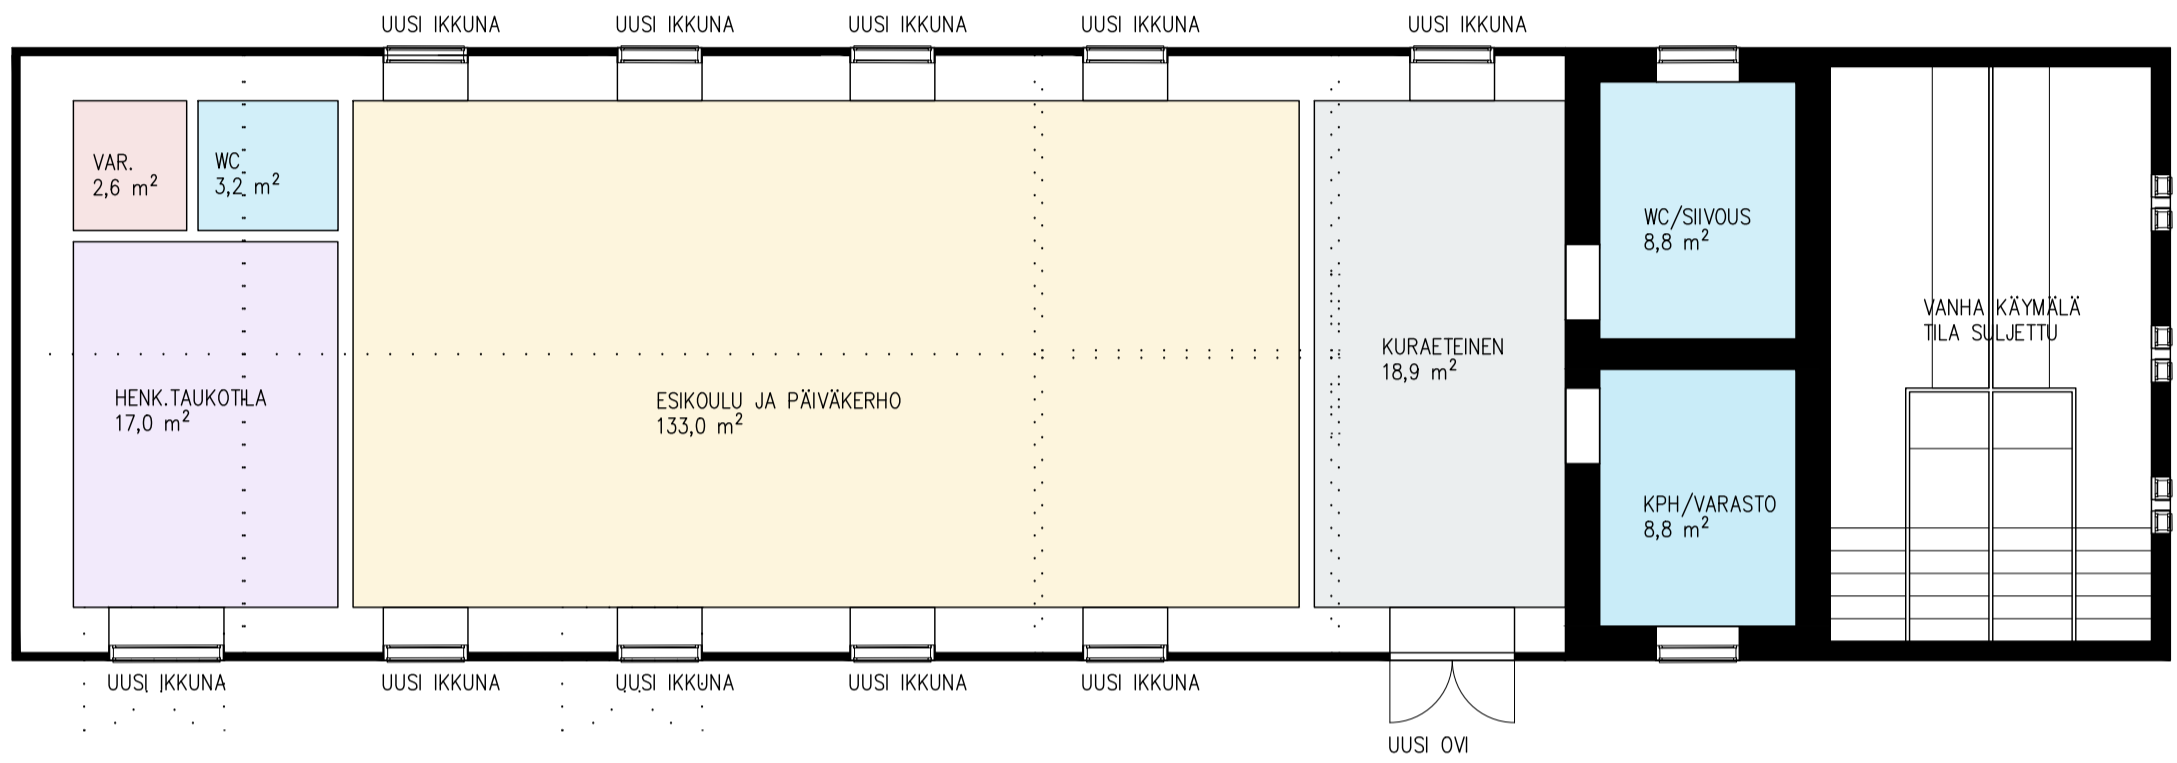 UUSI IKKUNA
UUSI IKKUNA
UUSI IKKUNA
UUSI IKKUNA
UUSI IKKUNA
VAR.
2,6 m²
WC
3,2 m²
WC/SIIVOUS
8,8 m²
VANHA KÄYMÄLÄ
TILA SULJETTU
KURAETEINEN
18,9 m²
HENK.TAUKOTILA
17,0 m²
ESIKOULU JA PÄIVÄKERHO
133,0 m²
KPH/VARASTO
8,8 m²
UUSI IKKUNA
UUSI IKKUNA
UUSI IKKUNA
UUSI IKKUNA
UUSI IKKUNA
UUSI OVI